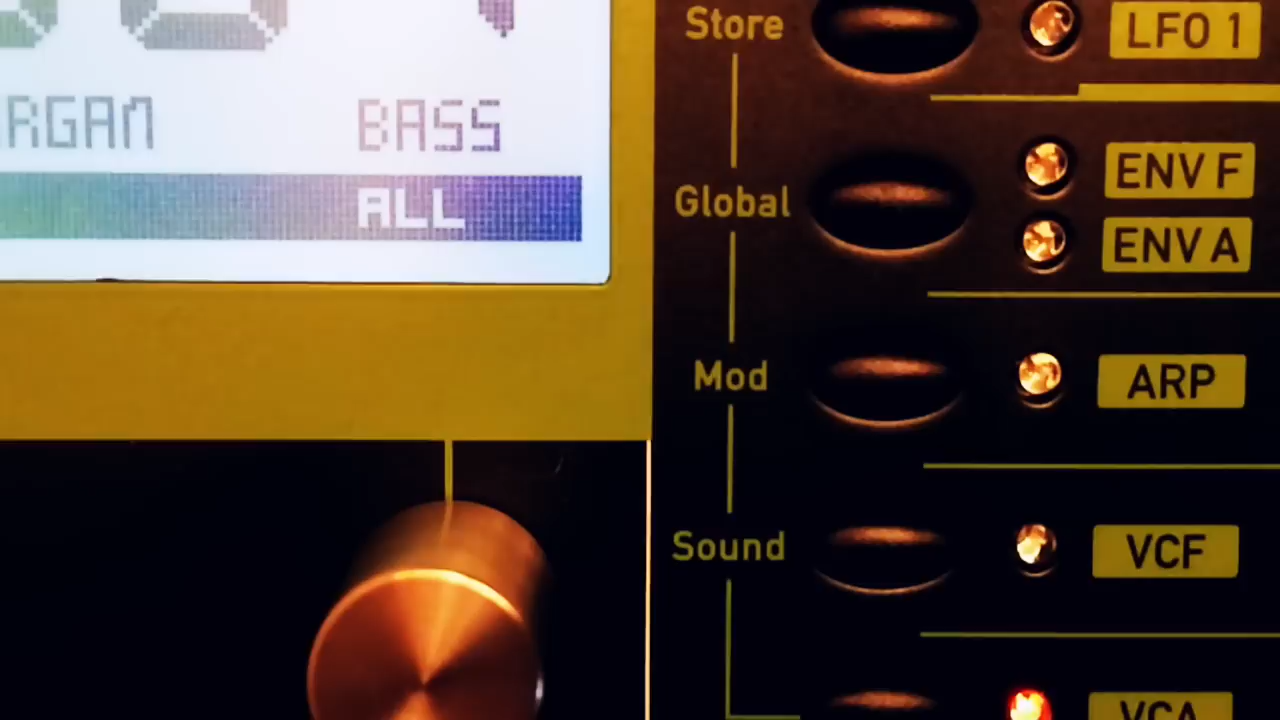 RGAN BASS
ALL
Store
Global
Mod
Sound
LFO 1
ENV F
ENV A
ARP
VCF
VCA